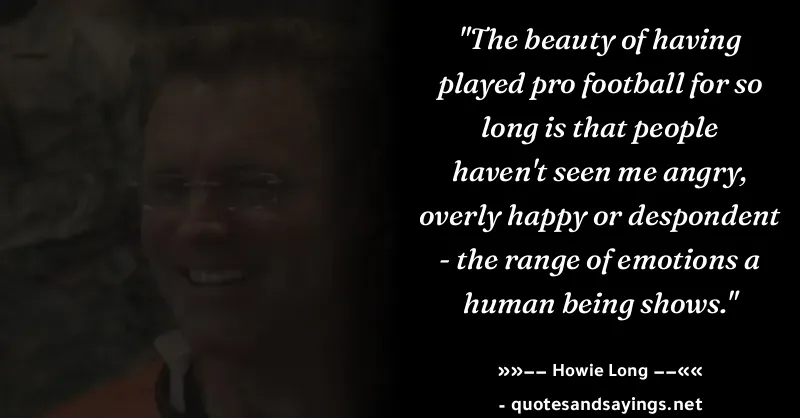 "The beauty of having
played pro football for so
long is that people
haven't seen me angry,
overly happy or despondent
- the range of emotions a
human being shows."
»»−− Howie Long −−««
- quotesandsayings.net